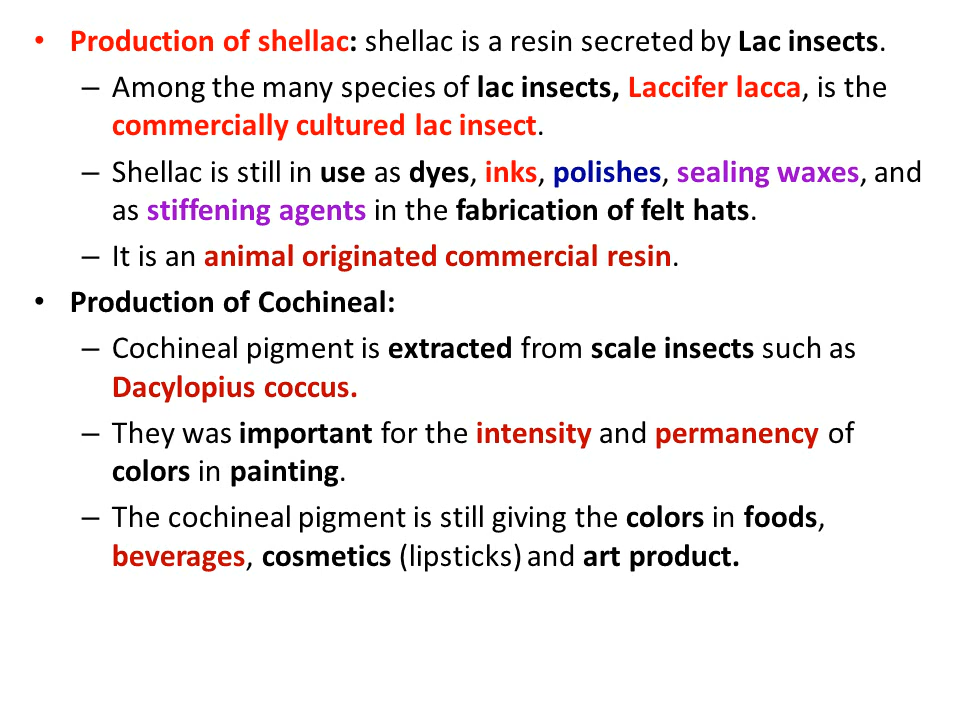 • Production of shellac: shellac is a resin secreted by Lac insects.
– Among the many species of lac insects, Laccifer lacca, is the
commercially cultured lac insect.
– Shellac is still in use as dyes, inks, polishes, sealing waxes, and
as stiffening agents in the fabrication of felt hats.
– It is an animal originated commercial resin.
• Production of Cochineal:
– Cochineal pigment is extracted from scale insects such as
Dacylopius coccus.
– They was important for the intensity and permanency of
colors in painting.
– The cochineal pigment is still giving the colors in foods,
beverages, cosmetics (lipsticks) and art product.